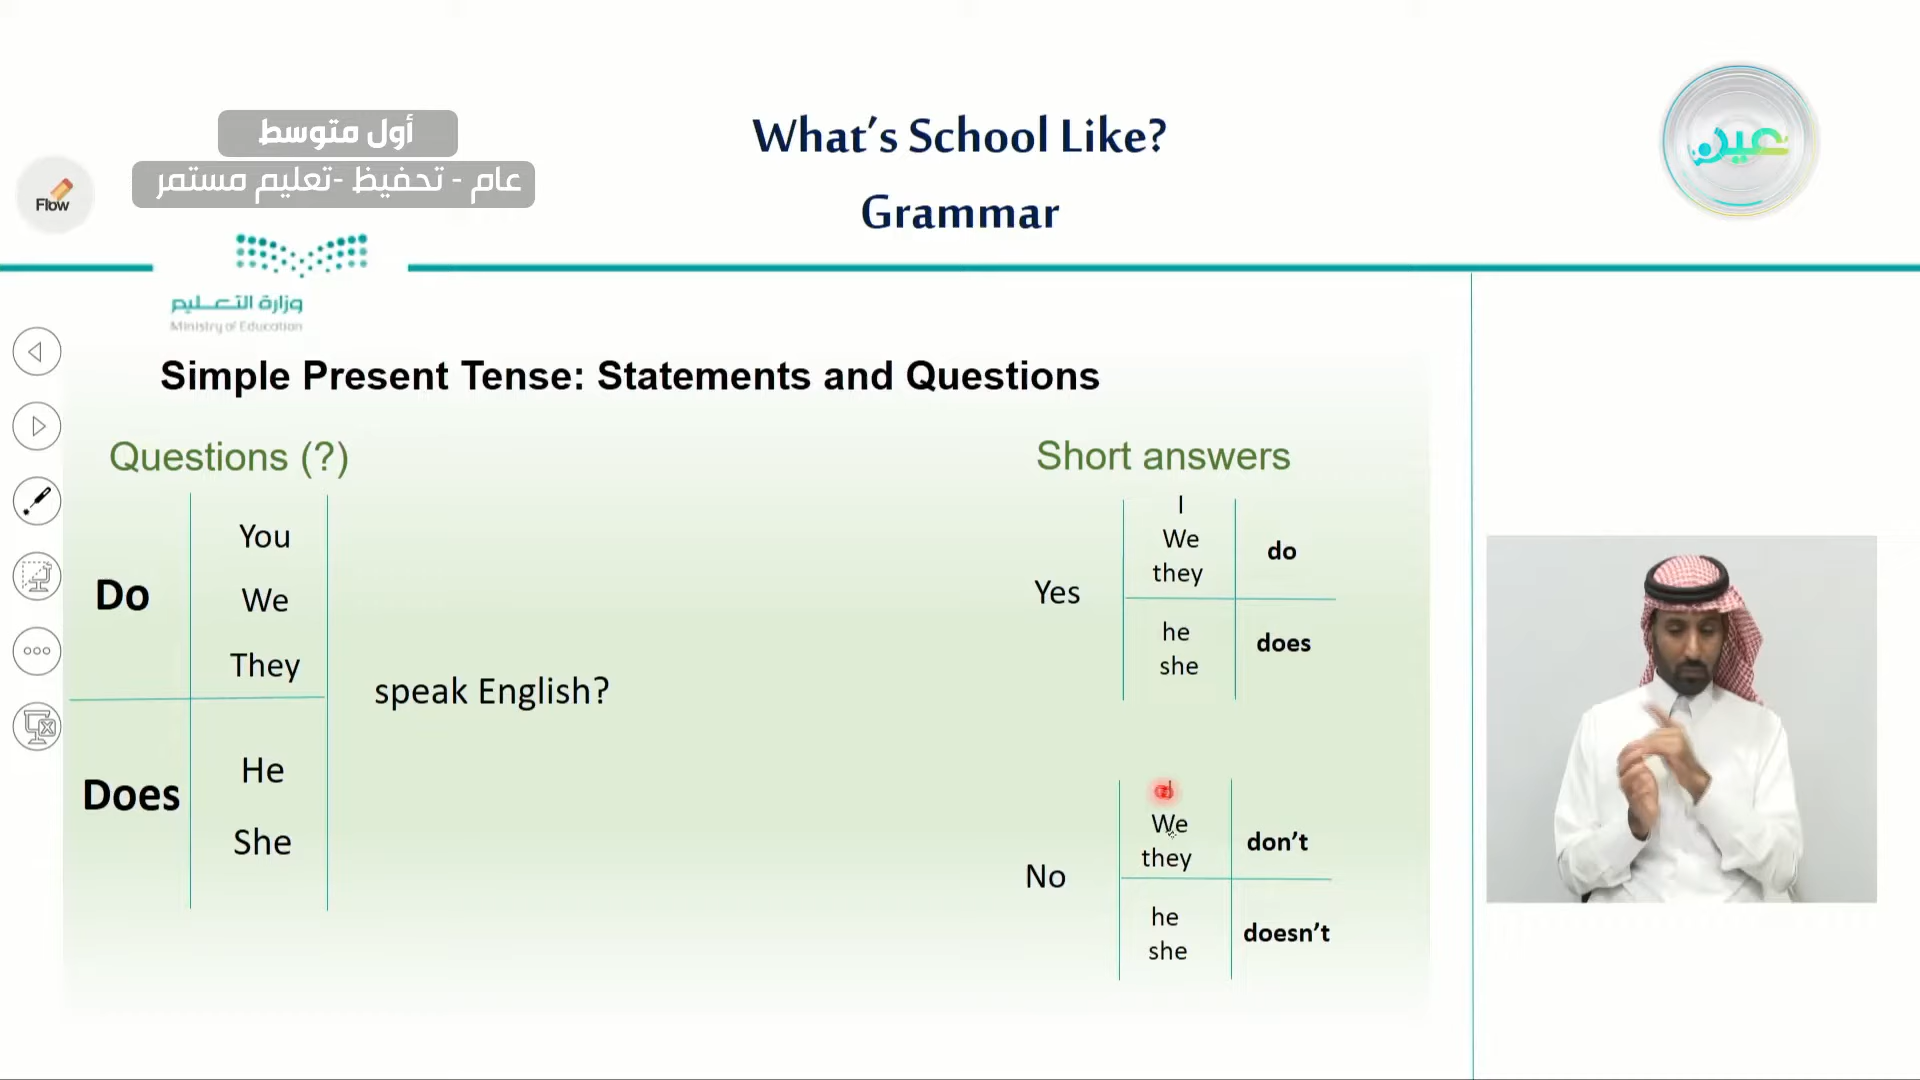 What's School Like?
Grammar
أول متوسط
عام - تحفيظ -تعليم مستمر
Flow
عين
وزارة التعليم
Ministry of Education
Simple Present Tense: Statements and Questions
Questions (?)
Do
You
We
They
Does
He
She
speak English?
Short answers
Yes
I
We
they
do
he
she
does
No
We
they
don't
he
she
doesn't